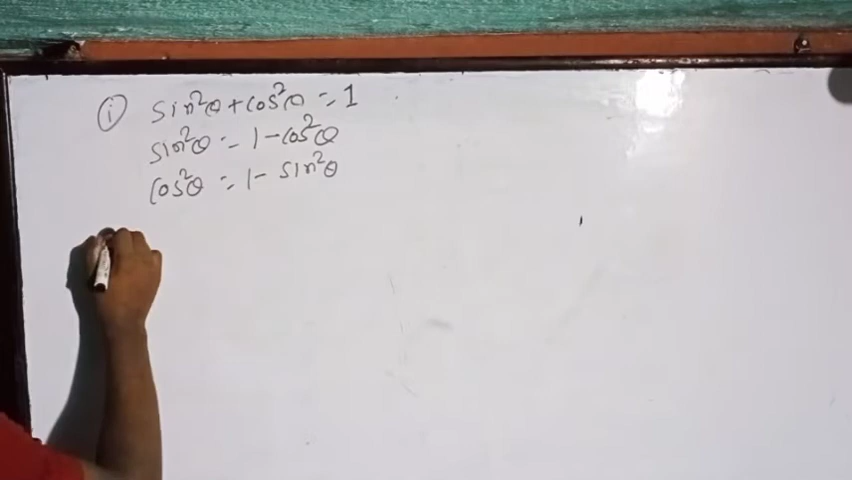 (i) sin²θ + cos²θ = 1
sin²θ = 1 - cos²θ
cos²θ = 1 - sin²θ